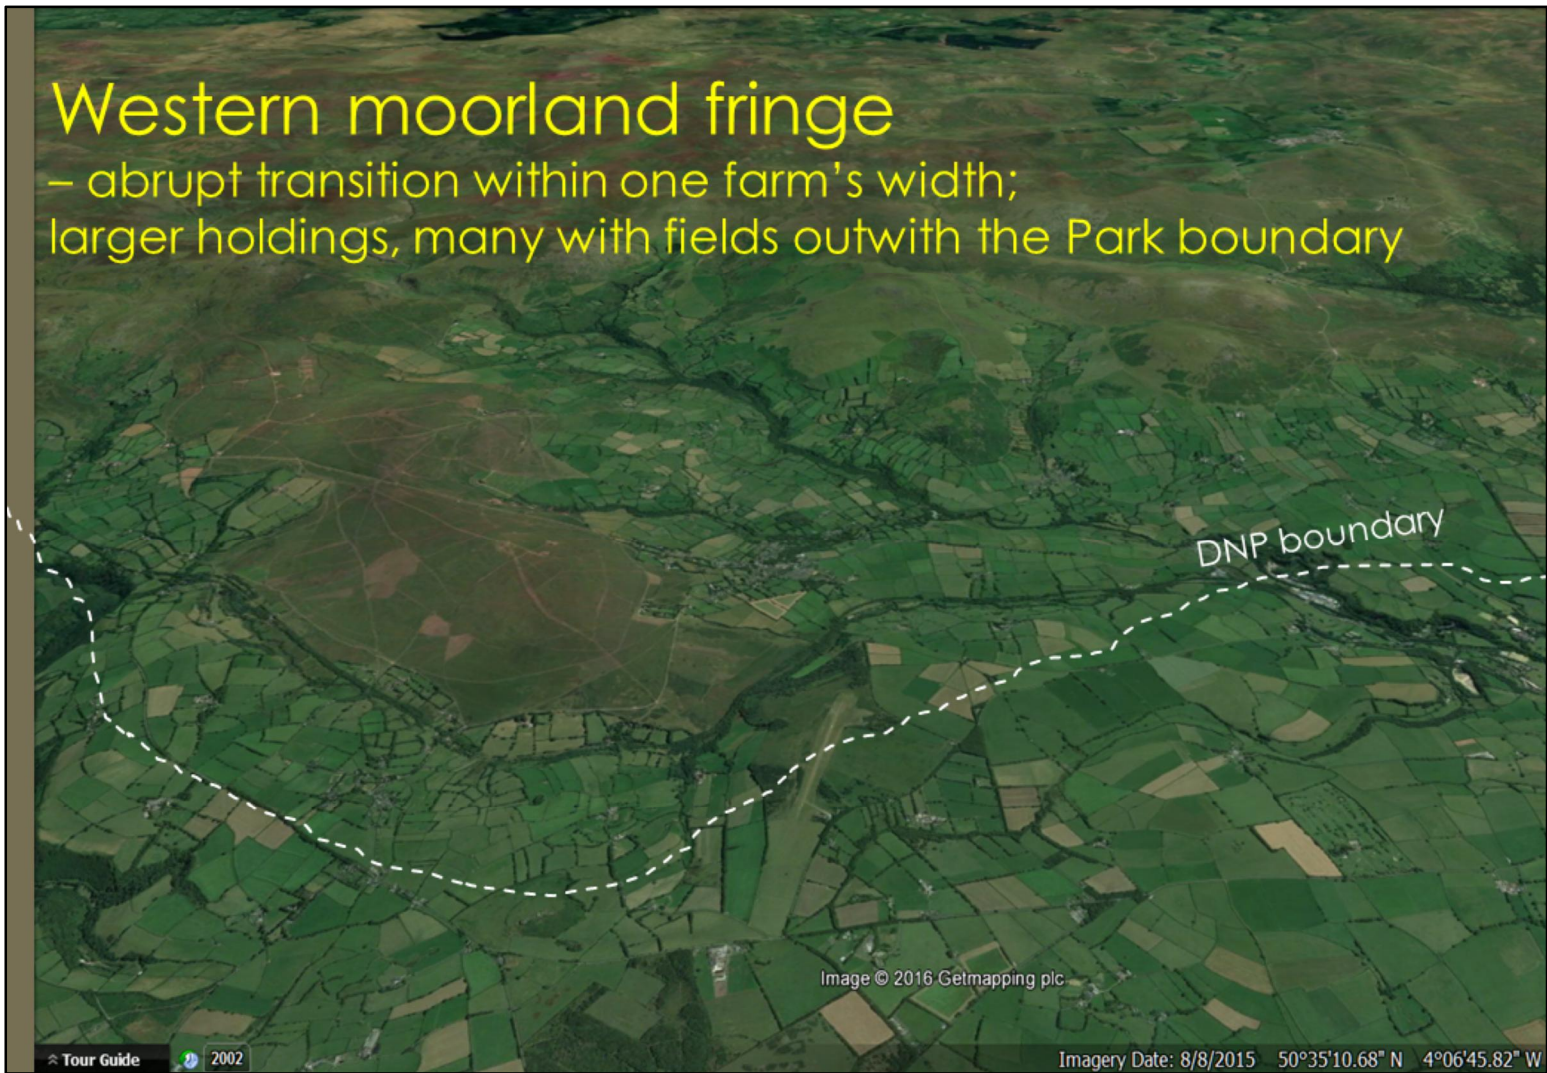 Western moorland fringe
– abrupt transition within one farm's width;
larger holdings, many with fields outwith the Park boundary
DNP boundary
Image © 2016 Getmapping plc
Tour Guide
2002
Imagery Date: 8/8/2015 50°35'10.68" N 4°06'45.82" W